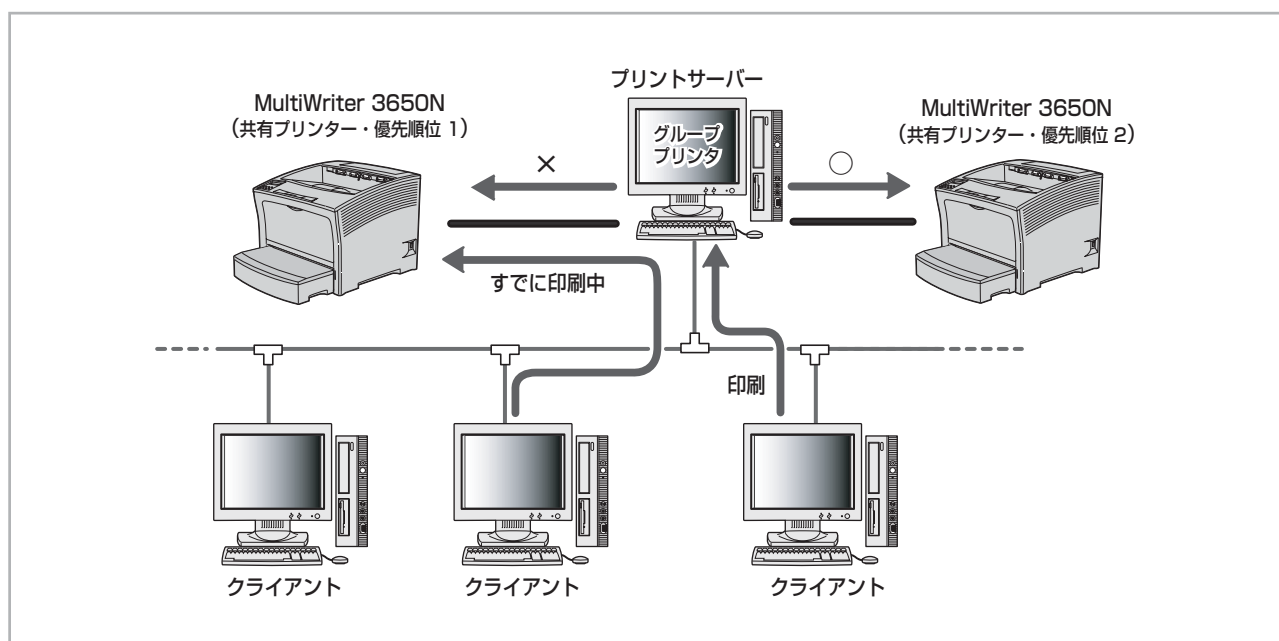 プリントサーバー
MultiWriter 3650N
(共有プリンター・優先順位 1)
グループ
プリンタ
MultiWriter 3650N
(共有プリンター・優先順位 2)
×
○
すでに印刷中
印刷
クライアント
クライアント
クライアント